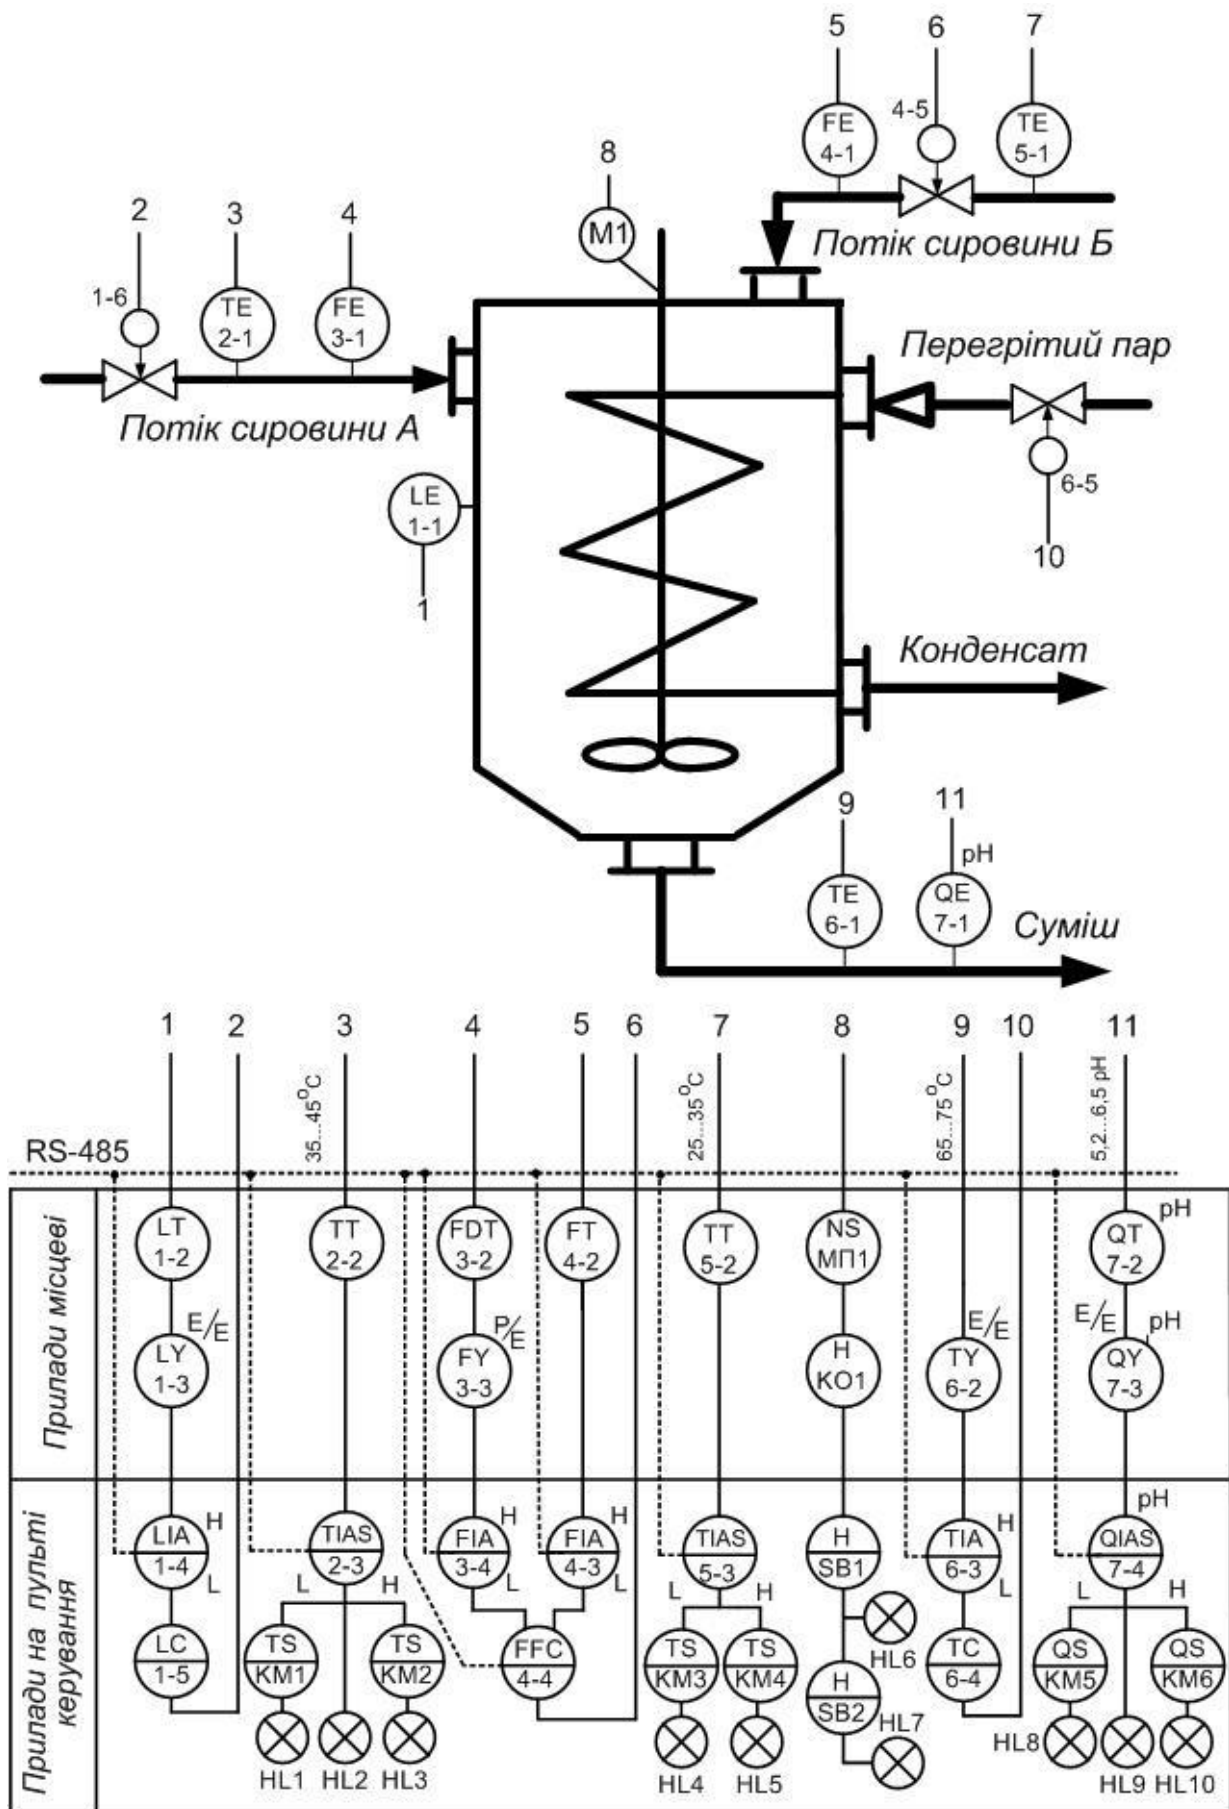 5 6 7
FE
4-1
4-5
TE
5-1
8
M1
Потік сировини Б
2 3 4
1-6
TE
2-1
FE
3-1
Перегрітий пар
Потік сировини А
6-5
10
LE
1-1
1
Конденсат
9 11
pH
TE
6-1
QE
7-1
Суміш
1 2 3 4 5 6 7 8 9 10 11
35...45°C
25...35°C
65...75°C
5,2...6,5 pH
RS-485
Прилади місцеві
LT
1-2
TT
2-2
FDT
3-2
FT
4-2
TT
5-2
NS
МП1
QT
7-2
pH
LY
1-3
E/E
FY
3-3
P/E
H
KO1
TY
6-2
E/E
QY
7-3
E/E
pH
Прилади на пульті
керування
LIA
1-4
H
L
TIAS
2-3
L
H
FIA
3-4
H
L
FIA
4-3
H
L
TIAS
5-3
L
H
H
SB1
TIA
6-3
H
L
QIAS
7-4
pH
L
H
LC
1-5
TS
KM1
TS
KM2
FFC
4-4
TS
KM3
TS
KM4
HL6
H
SB2
HL7
TC
6-4
QS
KM5
QS
KM6
HL1 HL2 HL3 HL4 HL5 HL8 HL9 HL10